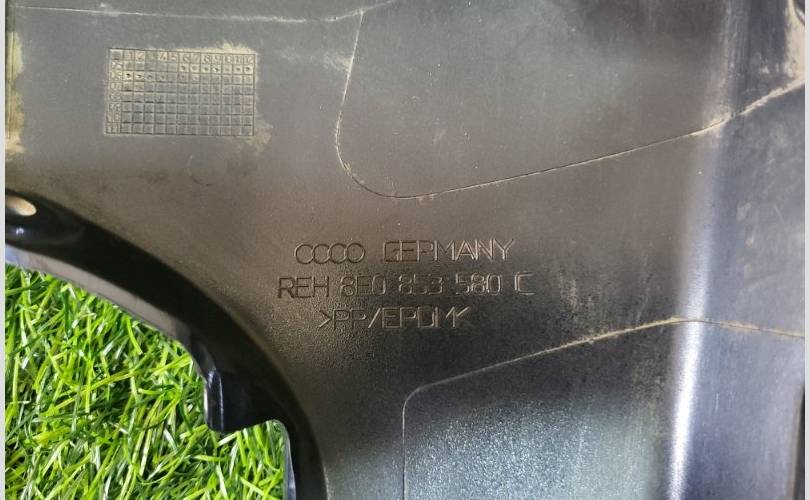 GERMANY
REH 8E0 853 580 C
>PP/EPDM<